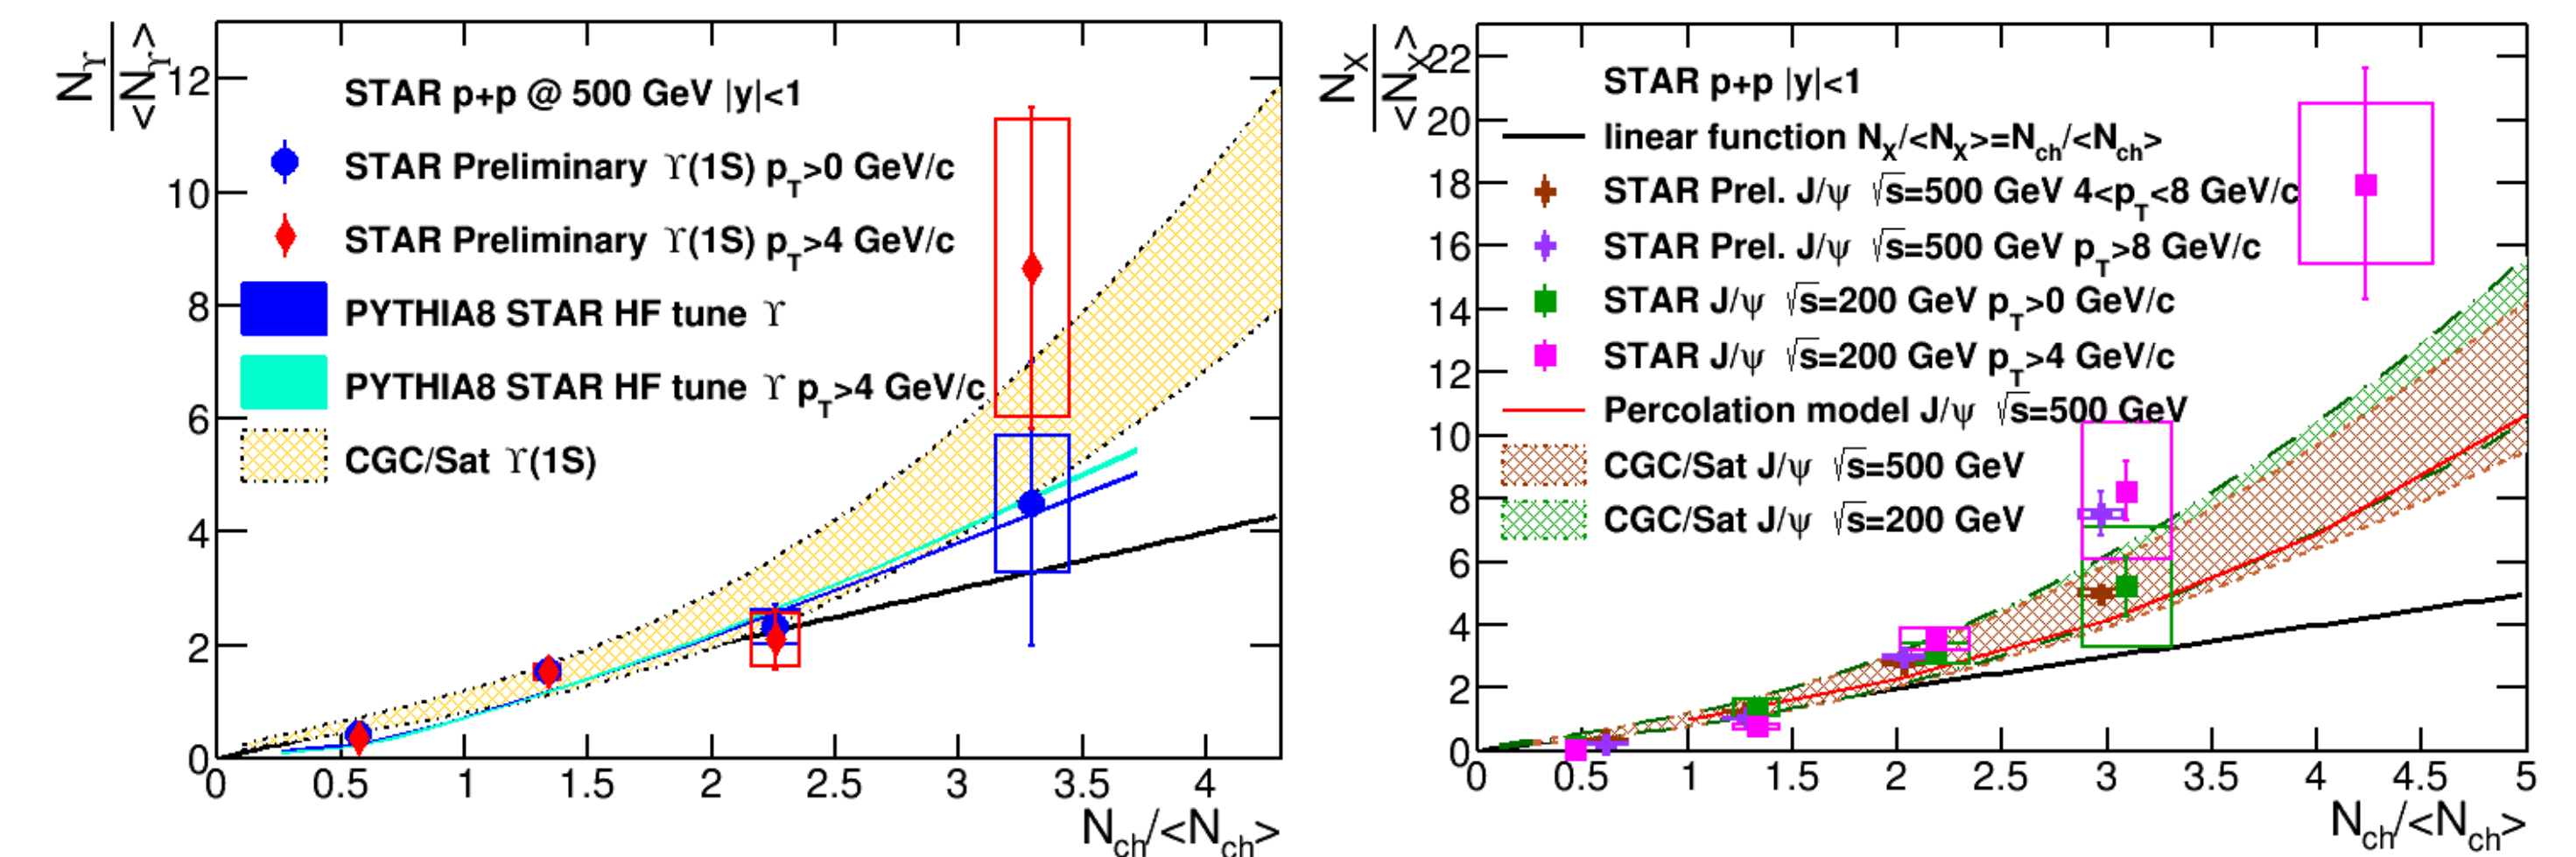 N_ϒ
<N_ϒ>
STAR p+p @ 500 GeV |y|<1
STAR Preliminary ϒ(1S) p_T>0 GeV/c
STAR Preliminary ϒ(1S) p_T>4 GeV/c
PYTHIA8 STAR HF tune ϒ
PYTHIA8 STAR HF tune ϒ p_T>4 GeV/c
CGC/Sat ϒ(1S)
12
10
8
6
4
2
0
0 0.5 1 1.5 2 2.5 3 3.5 4
N_ch/<N_ch>
N_X
<N_X>
STAR p+p |y|<1
linear function N_X/<N_X>=N_ch/<N_ch>
STAR Prel. J/ψ √s=500 GeV 4<p_T<8 GeV/c
STAR Prel. J/ψ √s=500 GeV p_T>8 GeV/c
STAR J/ψ √s=200 GeV p_T>0 GeV/c
STAR J/ψ √s=200 GeV p_T>4 GeV/c
Percolation model J/ψ √s=500 GeV
CGC/Sat J/ψ √s=500 GeV
CGC/Sat J/ψ √s=200 GeV
22
20
18
16
14
12
10
8
6
4
2
0
0 0.5 1 1.5 2 2.5 3 3.5 4 4.5 5
N_ch/<N_ch>